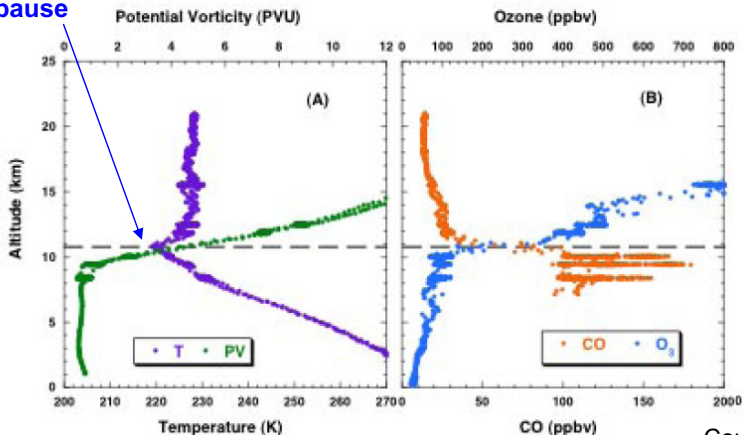 pause
Potential Vorticity (PVU)
0 2 4 6 8 10 12
25
20
15
10
5
0
Altitude (km)
(A)
T PV
200 210 220 230 240 250 260 270
Temperature (K)
Ozone (ppbv)
0 100 200 300 400 500 600 700 800
(B)
CO O3
0 50 100 150 200
CO (ppbv)